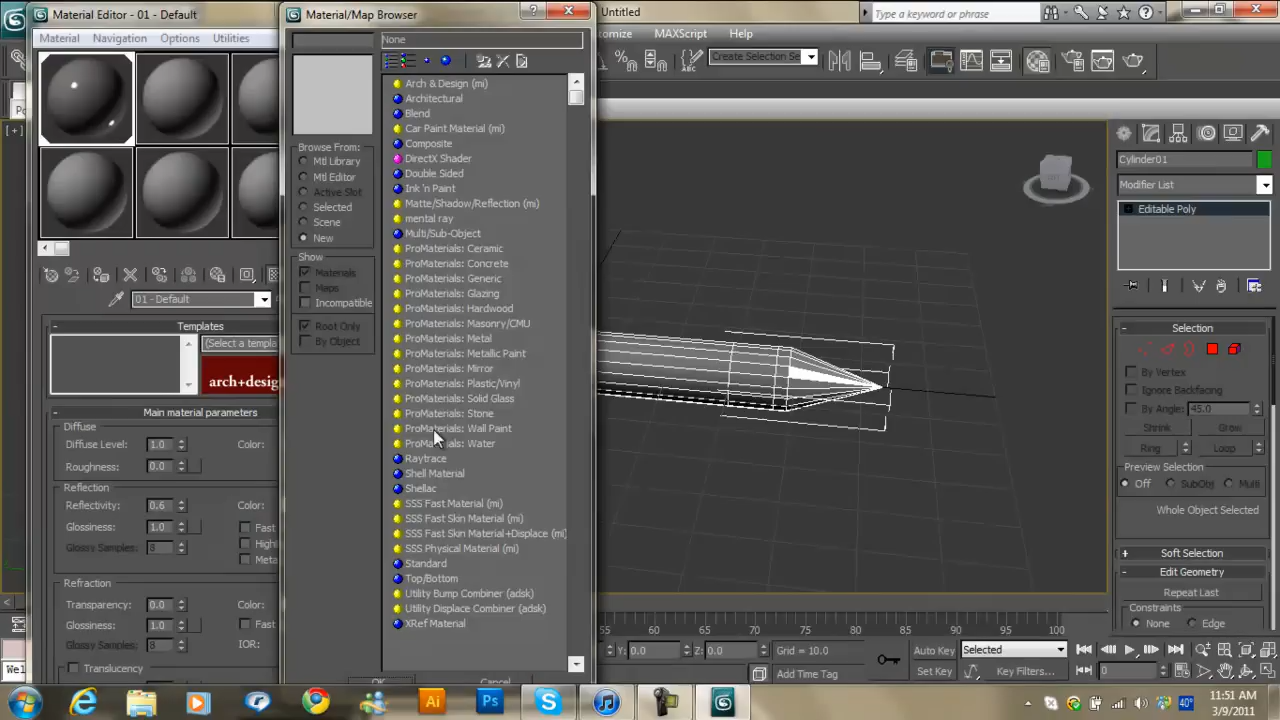 Material Editor - 01 - Default
Material/Map Browser
Untitled
Type a keyword or phrase
Material
Navigation
Options
Utilities
None
MAXScript
Help
Create Selection Se
[+]
Arch & Design (mi)
Architectural
Blend
Car Paint Material (mi)
Composite
DirectX Shader
Double Sided
Ink 'n Paint
Matte/Shadow/Reflection (mi)
mental ray
Multi/Sub-Object
ProMaterials: Ceramic
ProMaterials: Concrete
ProMaterials: Generic
ProMaterials: Glazing
ProMaterials: Hardwood
ProMaterials: Masonry/CMU
ProMaterials: Metal
ProMaterials: Metallic Paint
ProMaterials: Mirror
ProMaterials: Plastic/Vinyl
ProMaterials: Solid Glass
ProMaterials: Stone
ProMaterials: Wall Paint
ProMaterials: Water
Raytrace
Shell Material
Shellac
SSS Fast Material (mi)
SSS Fast Skin Material (mi)
SSS Fast Skin Material+Displace (mi)
SSS Physical Material (mi)
Standard
Top/Bottom
Utility Bump Combiner (adsk)
Utility Displace Combiner (adsk)
XRef Material
Browse From:
Mtl Library
Mtl Editor
Active Slot
Selected
Scene
New
Show
Materials
Maps
Incompatible
Root Only
By Object
OK
Cancel
01 - Default
Templates
(Select a templa
arch+desig
Main material parameters
Diffuse
Diffuse Level: 1.0
Color:
Roughness: 0.0
Reflection
Reflectivity: 0.6
Color:
Glossiness: 1.0
Fast
Glossy Samples: 8
Highl
Meta
Refraction
Transparency: 0.0
Color:
Glossiness: 1.0
Fast
Glossy Samples: 8
IOR:
Translucency
Cylinder01
Modifier List
Editable Poly
Selection
By Vertex
Ignore Backfacing
By Angle: 45.0
Shrink
Grow
Ring
Loop
Preview Selection
Off
SubObj
Multi
Whole Object Selected
Soft Selection
Edit Geometry
Repeat Last
Constraints
None
Edge
55 60 65 70 75 80 85 90 95 100
Y: 0.0
Z: 0.0
Grid = 10.0
Add Time Tag
Auto Key
Selected
Set Key
Key Filters...
0
Wel
Ai
Ps
40°
11:51 AM
3/9/2011